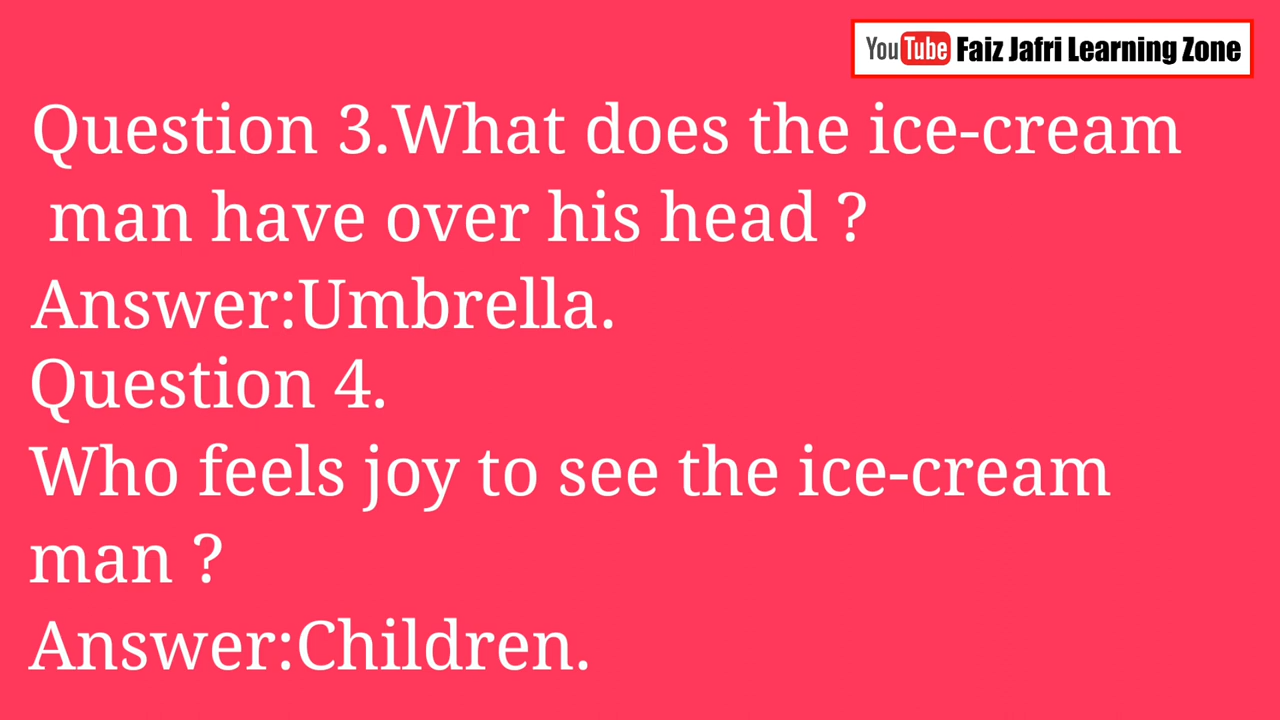 YouTube Faiz Jafri Learning Zone
Question 3.What does the ice-cream
man have over his head ?
Answer:Umbrella.
Question 4.
Who feels joy to see the ice-cream
man ?
Answer:Children.